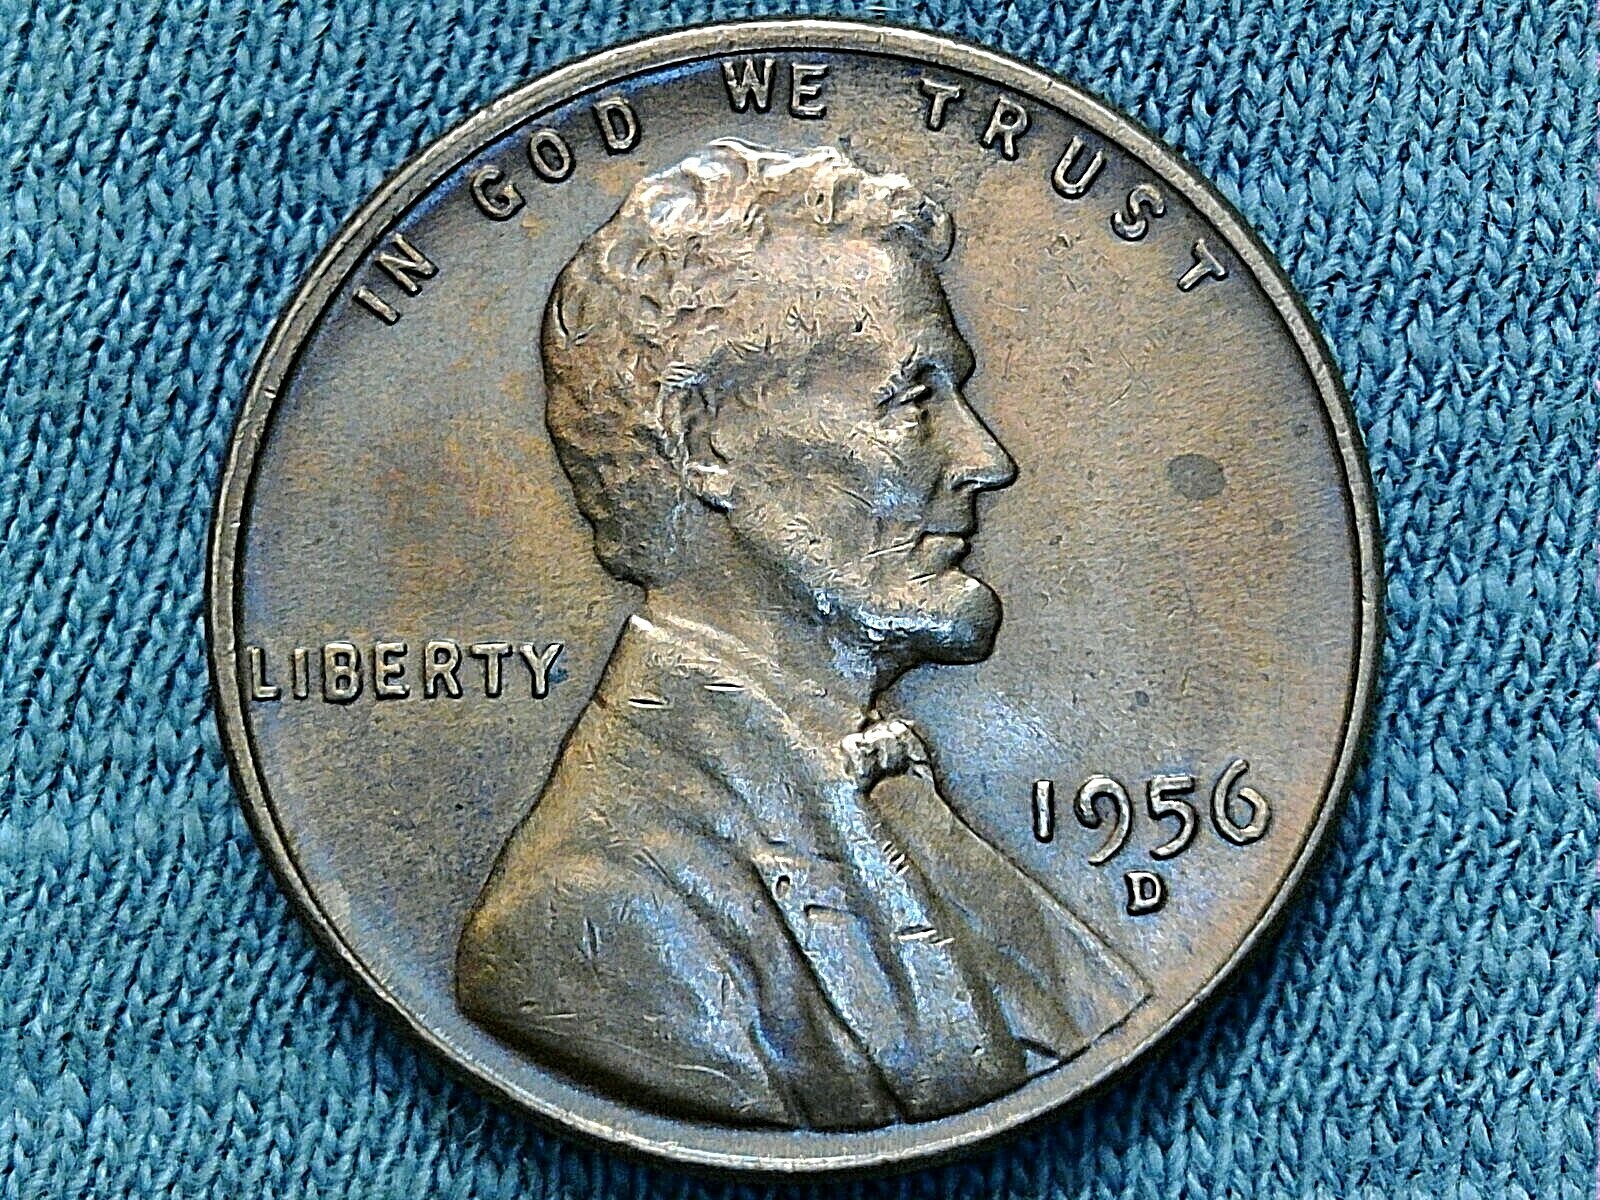 IN GOD WE TRUST
LIBERTY
1956
D